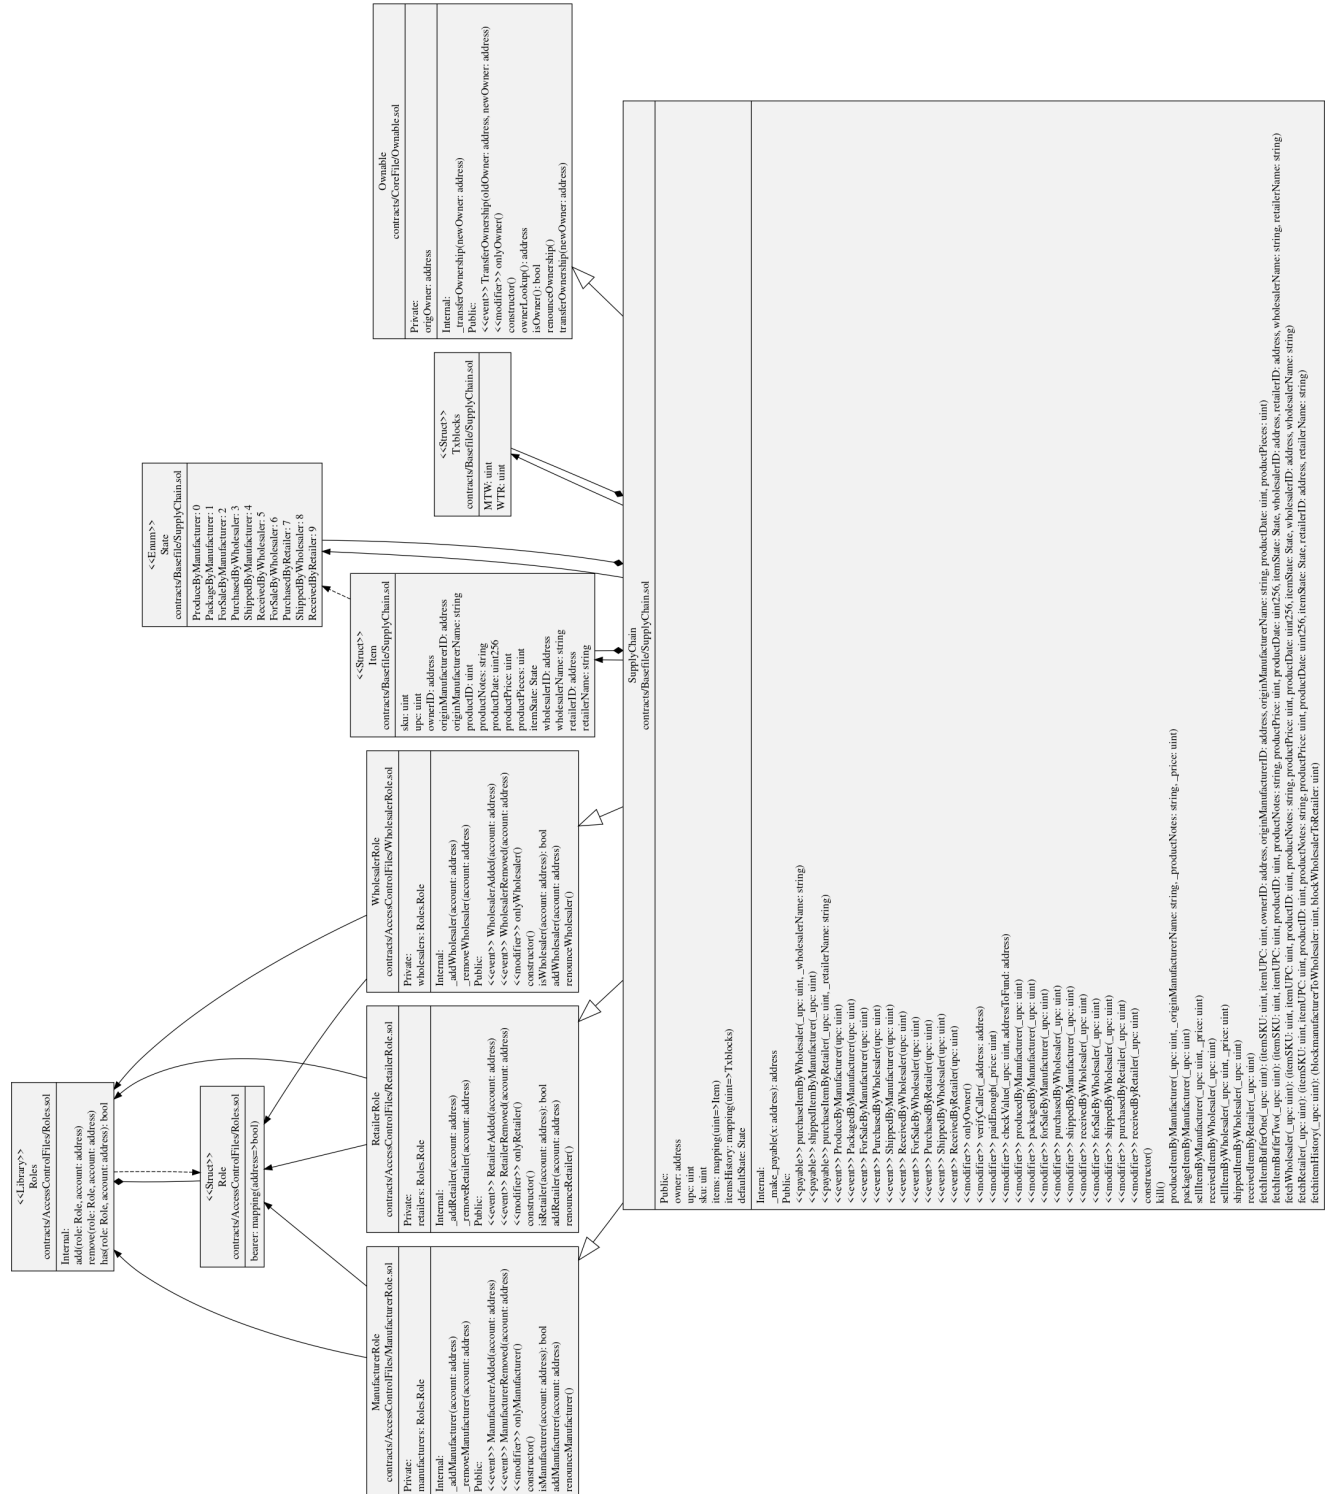 <<Library>>
Roles
contracts/AccessControlFiles/Roles.sol
Internal:
add(role: Role, account: address)
remove(role: Role, account: address)
has(role: Role, account: address): bool
<<Struct>>
Role
contracts/AccessControlFiles/Roles.sol
bearer: mapping(address=>bool)
<<Enum>>
State
contracts/Basefile/SupplyChain.sol
ProduceByManufacturer: 0
PackageByManufacturer: 1
ForSaleByManufacturer: 2
PurchasedByWholesaler: 3
ShippedByManufacturer: 4
ReceivedByWholesaler: 5
ForSaleByWholesaler: 6
PurchasedByRetailer: 7
ShippedByWholesaler: 8
ReceivedByRetailer: 9
ManufacturerRole
contracts/AccessControlFiles/ManufacturerRole.sol
Private:
manufacturers: Roles.Role
Internal:
_addManufacturer(account: address)
_removeManufacturer(account: address)
Public:
<<event>> ManufacturerAdded(account: address)
<<event>> ManufacturerRemoved(account: address)
<<modifier>> onlyManufacturer()
constructor()
isManufacturer(account: address): bool
addManufacturer(account: address)
renounceManufacturer()
RetailerRole
contracts/AccessControlFiles/RetailerRole.sol
Private:
retailers: Roles.Role
Internal:
_addRetailer(account: address)
_removeRetailer(account: address)
Public:
<<event>> RetailerAdded(account: address)
<<event>> RetailerRemoved(account: address)
<<modifier>> onlyRetailer()
constructor()
isRetailer(account: address): bool
addRetailer(account: address)
renounceRetailer()
WholesalerRole
contracts/AccessControlFiles/WholesalerRole.sol
Private:
wholesalers: Roles.Role
Internal:
_addWholesaler(account: address)
_removeWholesaler(account: address)
Public:
<<event>> WholesalerAdded(account: address)
<<event>> WholesalerRemoved(account: address)
<<modifier>> onlyWholesaler()
constructor()
isWholesaler(account: address): bool
addWholesaler(account: address)
renounceWholesaler()
<<Struct>>
Item
contracts/Basefile/SupplyChain.sol
sku: uint
upc: uint
ownerID: address
originManufacturerID: address
originManufacturerName: string
productID: uint
productNotes: string
productDate: uint256
productPrice: uint
productPieces: uint
itemState: State
wholesalerID: address
wholesalerName: string
retailerID: address
retailerName: string
<<Struct>>
Txblocks
contracts/Basefile/SupplyChain.sol
MTW: uint
WTR: uint
Ownable
contracts/CoreFile/Ownable.sol
Private:
origOwner: address
Internal:
_transferOwnership(newOwner: address)
Public:
<<event>> TransferOwnership(oldOwner: address, newOwner: address)
<<modifier>> onlyOwner()
constructor()
ownerLookup(): address
isOwner(): bool
renounceOwnership()
transferOwnership(newOwner: address)
SupplyChain
contracts/Basefile/SupplyChain.sol
Public:
owner: address
upc: uint
sku: uint
items: mapping(uint=>Item)
itemsHistory: mapping(uint=>Txblocks)
defaultState: State
Internal:
_make_payable(x: address): address
Public:
<<payable>> purchaseItemByWholesaler(_upc: uint, _wholesalerName: string)
<<payable>> shippedItemByManufacturer(_upc: uint)
<<payable>> purchaseItemByRetailer(_upc: uint, _retailerName: string)
<<event>> ProduceByManufacturer(upc: uint)
<<event>> PackageByManufacturer(upc: uint)
<<event>> ForSaleByManufacturer(upc: uint)
<<event>> PurchasedByWholesaler(upc: uint)
<<event>> ShippedByManufacturer(upc: uint)
<<event>> ReceivedByWholesaler(upc: uint)
<<event>> ForSaleByWholesaler(upc: uint)
<<event>> PurchasedByRetailer(upc: uint)
<<event>> ShippedByWholesaler(upc: uint)
<<event>> ReceivedByRetailer(upc: uint)
<<modifier>> onlyOwner()
<<modifier>> verifyCaller(_address: address)
<<modifier>> paidEnough(_price: uint)
<<modifier>> checkValue(_upc: uint, addressToFund: address)
<<modifier>> producedByManufacturer(_upc: uint)
<<modifier>> packagedByManufacturer(_upc: uint)
<<modifier>> forSaleByManufacturer(_upc: uint)
<<modifier>> purchasedByWholesaler(_upc: uint)
<<modifier>> shippedByManufacturer(_upc: uint)
<<modifier>> receivedByWholesaler(_upc: uint)
<<modifier>> forSaleByWholesaler(_upc: uint)
<<modifier>> shippedByWholesaler(_upc: uint)
<<modifier>> purchasedByRetailer(_upc: uint)
<<modifier>> receivedByRetailer(_upc: uint)
constructor()
kill()
produceItemByManufacturer(_upc: uint, _originManufacturerName: string, _productNotes: string, _price: uint)
packageItemByManufacturer(_upc: uint)
sellItemByManufacturer(_upc: uint, _price: uint)
receivedItemByWholesaler(_upc: uint)
sellItemByWholesaler(_upc: uint, _price: uint)
shippedItemByWholesaler(_upc: uint)
receivedItemByRetailer(_upc: uint)
fetchItemBufferOne(_upc: uint): (itemSKU: uint, itemUPC: uint, ownerID: address, originManufacturerID: address, originManufacturerName: string, productDate: uint, productPieces: uint)
fetchItemBufferTwo(_upc: uint): (itemSKU: uint, itemUPC: uint, productID: uint, productNotes: string, productPrice: uint, productDate: uint256, itemState: State, wholesalerID: address, retailerID: address, wholesalerName: string, retailerName: string)
fetchWholesaler(_upc: uint): (itemSKU: uint, itemUPC: uint, productID: uint, productNotes: string, productPrice: uint, productDate: uint256, itemState: State, wholesalerID: address, wholesalerName: string)
fetchRetailer(_upc: uint): (itemSKU: uint, itemUPC: uint, productID: uint, productNotes: string, productPrice: uint, productDate: uint256, itemState: State, retailerID: address, retailerName: string)
fetchitemHistory(_upc: uint): (blockmanufacturerToWholesaler: uint, blockWholesalerToRetailer: uint)